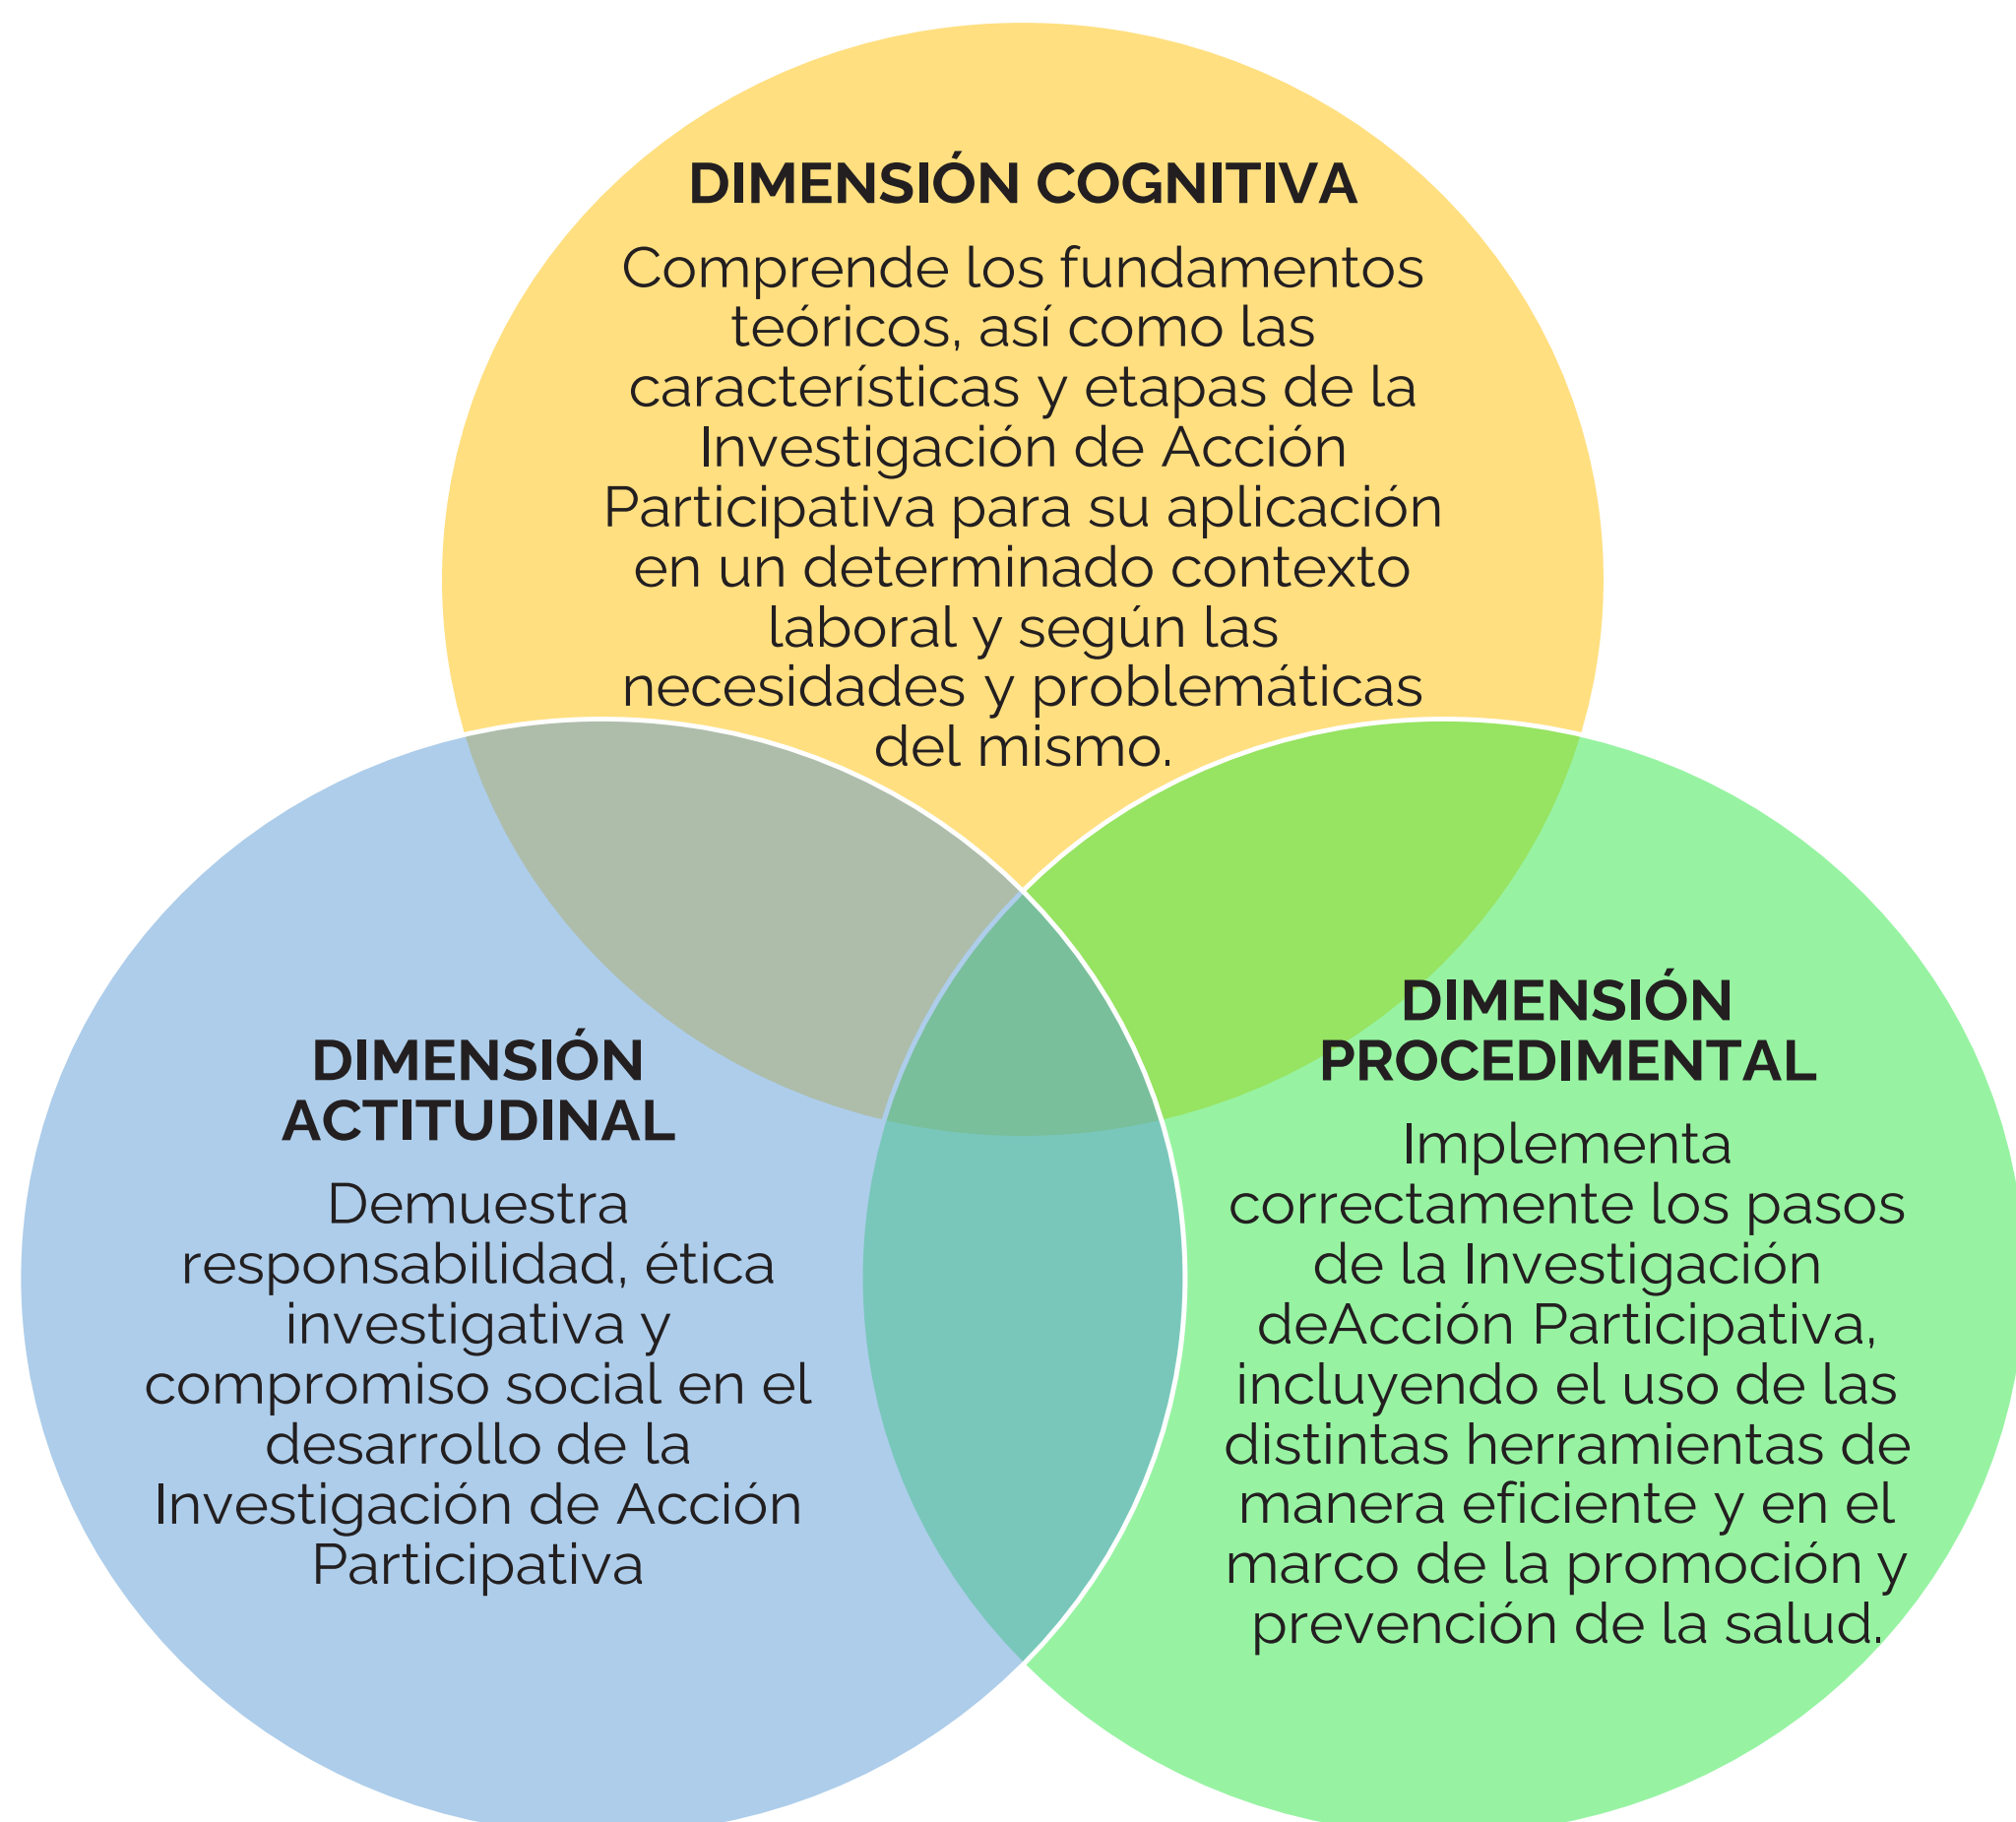 DIMENSIÓN COGNITIVA
Comprende los fundamentos
teóricos, así como las
características y etapas de la
Investigación de Acción
Participativa para su aplicación
en un determinado contexto
laboral y según las
necesidades y problemáticas
del mismo.
DIMENSIÓN
ACTITUDINAL
Demuestra
responsabilidad, ética
investigativa y
compromiso social en el
desarrollo de la
Investigación de Acción
Participativa
DIMENSIÓN
PROCEDIMENTAL
Implementa
correctamente los pasos
de la Investigación
deAcción Participativa,
incluyendo el uso de las
distintas herramientas de
manera eficiente y en el
marco de la promoción y
prevención de la salud.